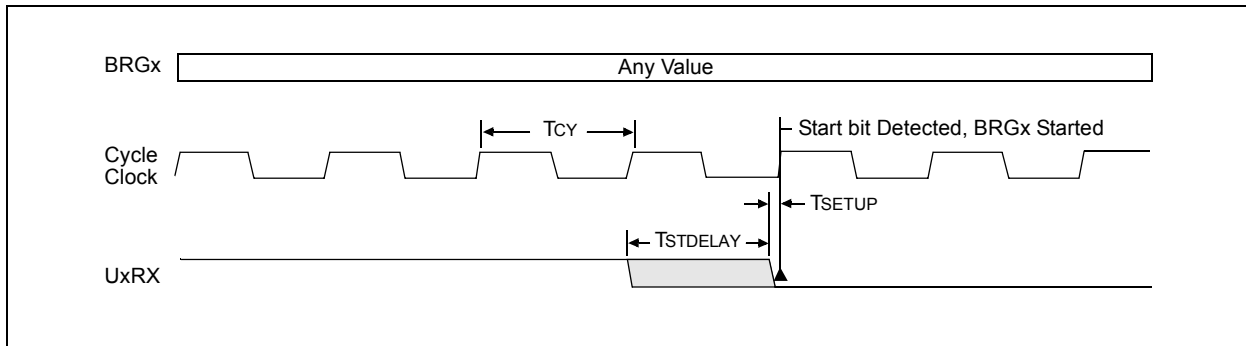 BRGx
Any Value
TCY
Start bit Detected, BRGx Started
Cycle
Clock
TSETUP
TSTDELAY
UxRX